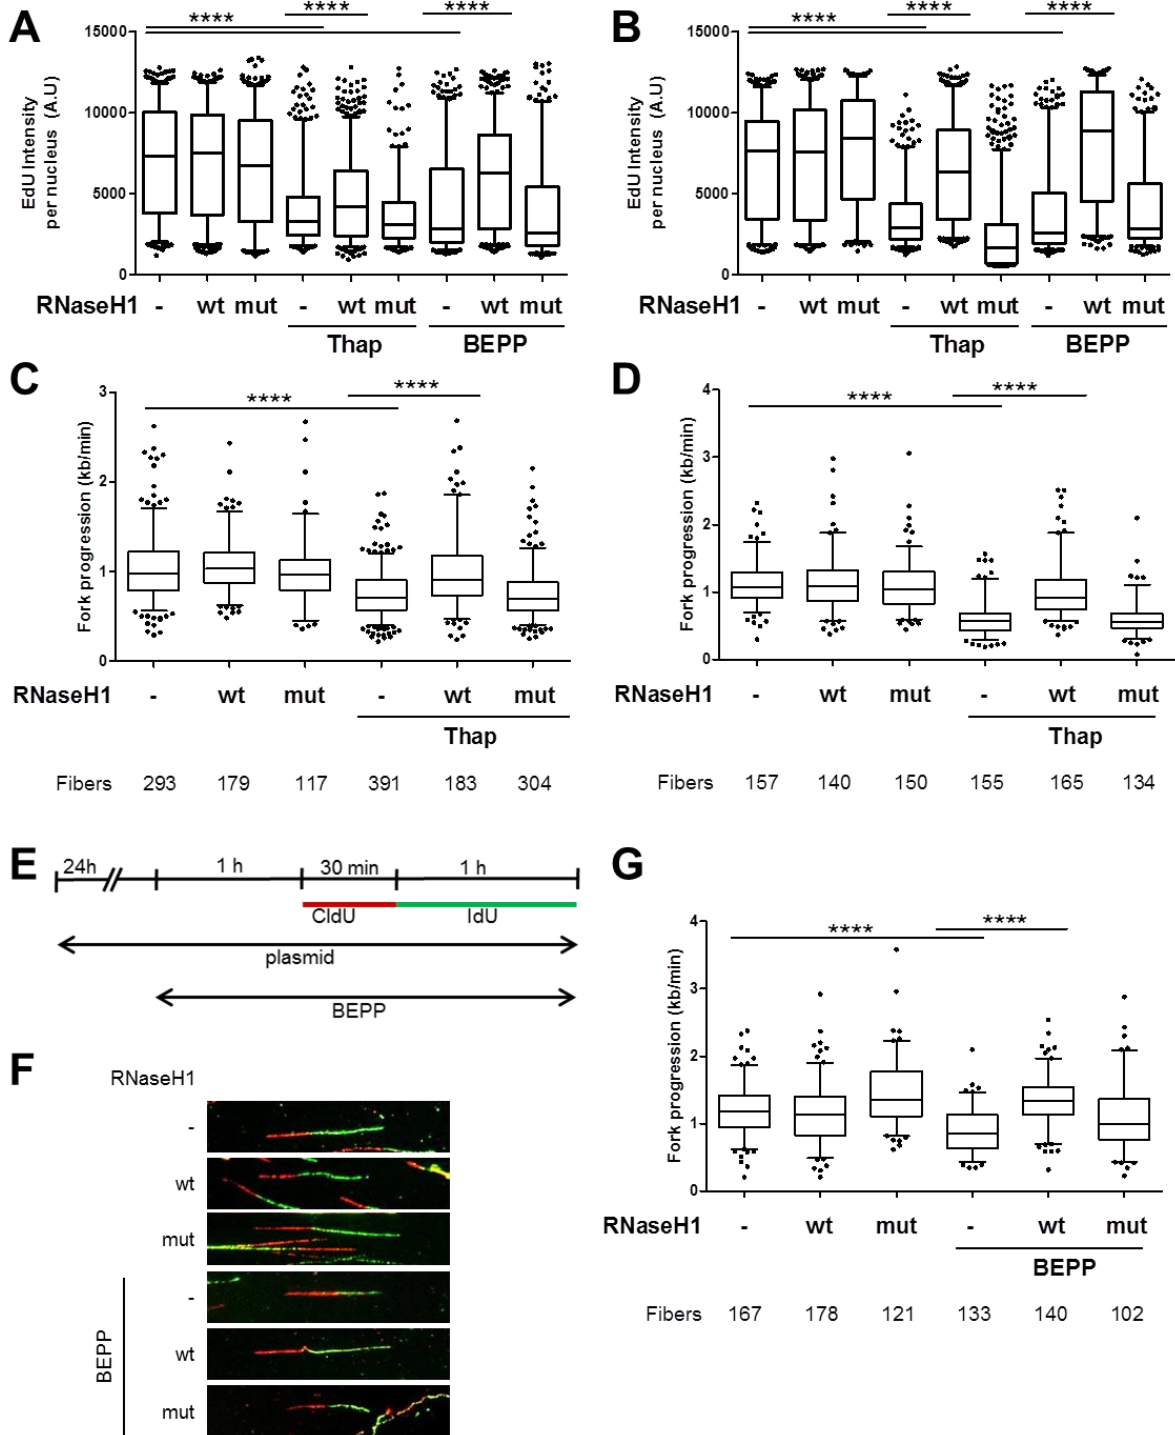 A
****
****
****
15000
10000
5000
0
EdU Intensity
per nucleus (A.U)
RNaseH1 - wt mut - wt mut - wt mut
Thap BEPP
B
****
****
****
15000
10000
5000
0
EdU Intensity
per nucleus (A.U)
RNaseH1 - wt mut - wt mut - wt mut
Thap BEPP
C
****
****
3
2
1
0
Fork progression (kb/min)
RNaseH1 - wt mut - wt mut
Thap
Fibers 293 179 117 391 183 304
D
****
****
4
3
2
1
0
Fork progression (kb/min)
RNaseH1 - wt mut - wt mut
Thap
Fibers 157 140 150 155 165 134
E
24h 1 h 30 min 1 h
CldU IdU
plasmid
BEPP
F
RNaseH1
-
wt
mut
-
wt
mut
BEPP
G
****
****
4
3
2
1
0
Fork progression (kb/min)
RNaseH1 - wt mut - wt mut
BEPP
Fibers 167 178 121 133 140 102